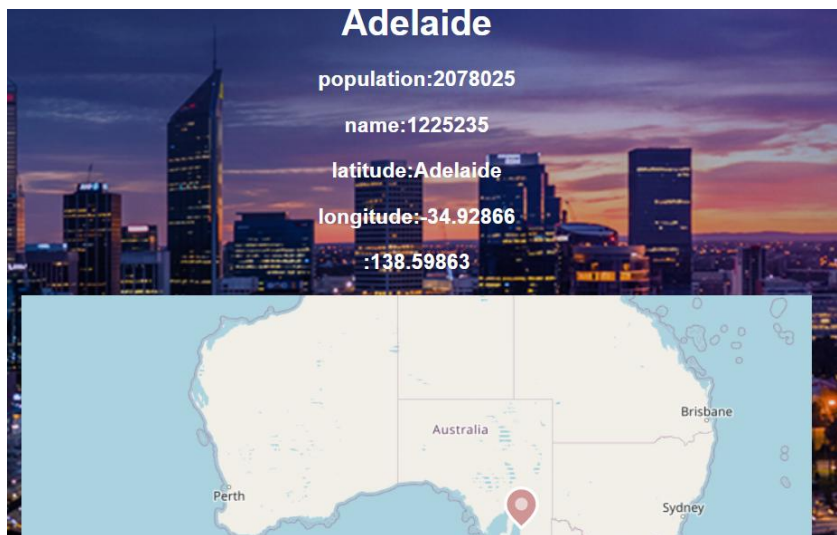 Adelaide
population:2078025
name:1225235
latitude:Adelaide
longitude:-34.92866
:138.59863
Brisbane
Australia
Perth
Sydney